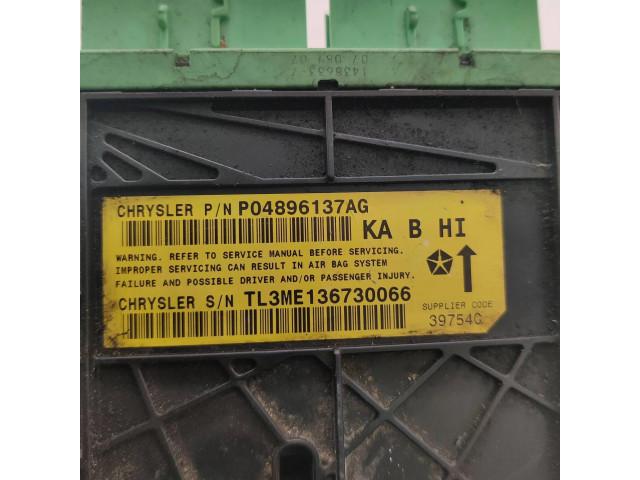 CHRYSLER P/N P04896137AG
KA B HI
WARNING. REFER TO SERVICE MANUAL BEFORE SERVICING.
IMPROPER SERVICING CAN RESULT IN AIR BAG SYSTEM
FAILURE AND POSSIBLE DRIVER AND/OR PASSENGER INJURY.
CHRYSLER S/N TL3ME136730066
SUPPLIER CODE
39754G